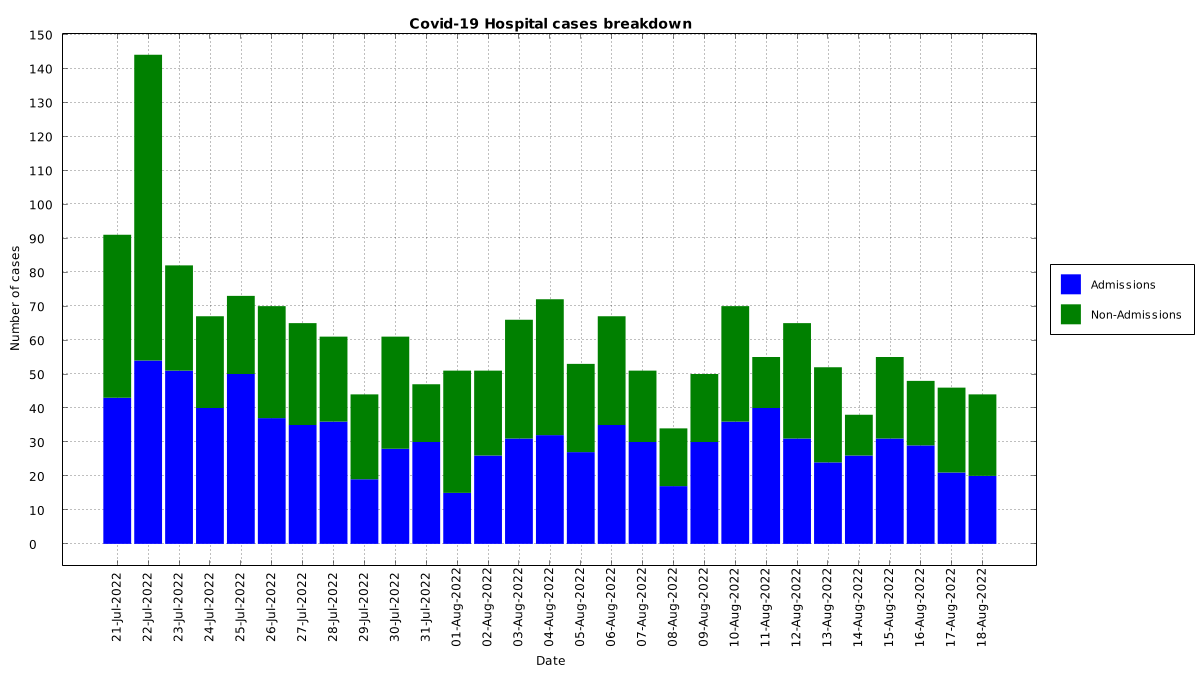 Covid-19 Hospital cases breakdown
150
140
130
120
110
100
90
80
70
60
50
40
30
20
10
0
Number of cases
21-Jul-2022
22-Jul-2022
23-Jul-2022
24-Jul-2022
25-Jul-2022
26-Jul-2022
27-Jul-2022
28-Jul-2022
29-Jul-2022
30-Jul-2022
31-Jul-2022
01-Aug-2022
02-Aug-2022
03-Aug-2022
04-Aug-2022
05-Aug-2022
06-Aug-2022
07-Aug-2022
08-Aug-2022
09-Aug-2022
10-Aug-2022
11-Aug-2022
12-Aug-2022
13-Aug-2022
14-Aug-2022
15-Aug-2022
16-Aug-2022
17-Aug-2022
18-Aug-2022
Date
Admissions
Non-Admissions